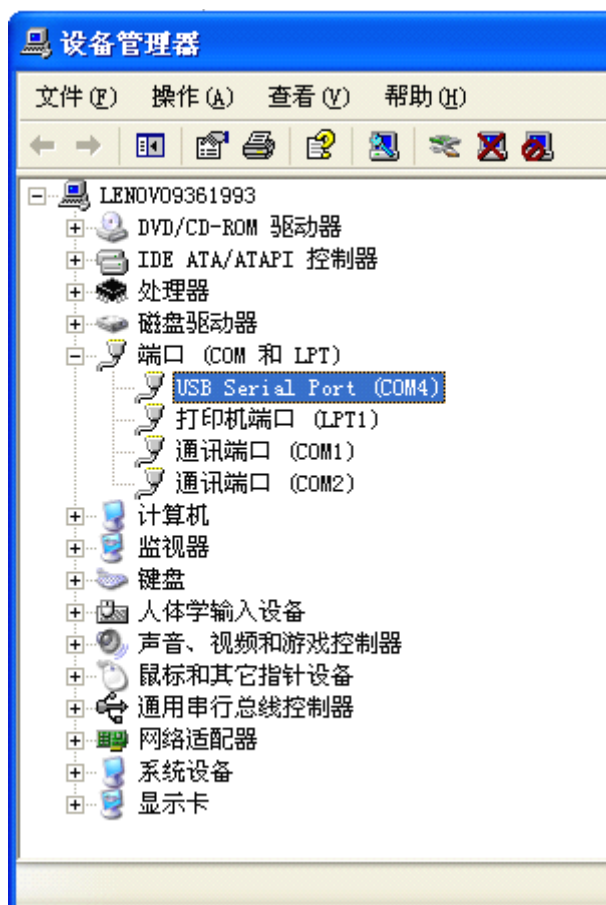 设备管理器
文件(F) 操作(A) 查看(V) 帮助(H)
LENOVO09361993
DVD/CD-ROM 驱动器
IDE ATA/ATAPI 控制器
处理器
磁盘驱动器
端口 (COM 和 LPT)
USB Serial Port (COM4)
打印机端口 (LPT1)
通讯端口 (COM1)
通讯端口 (COM2)
计算机
监视器
键盘
人体学输入设备
声音、视频和游戏控制器
鼠标和其它指针设备
通用串行总线控制器
网络适配器
系统设备
显示卡